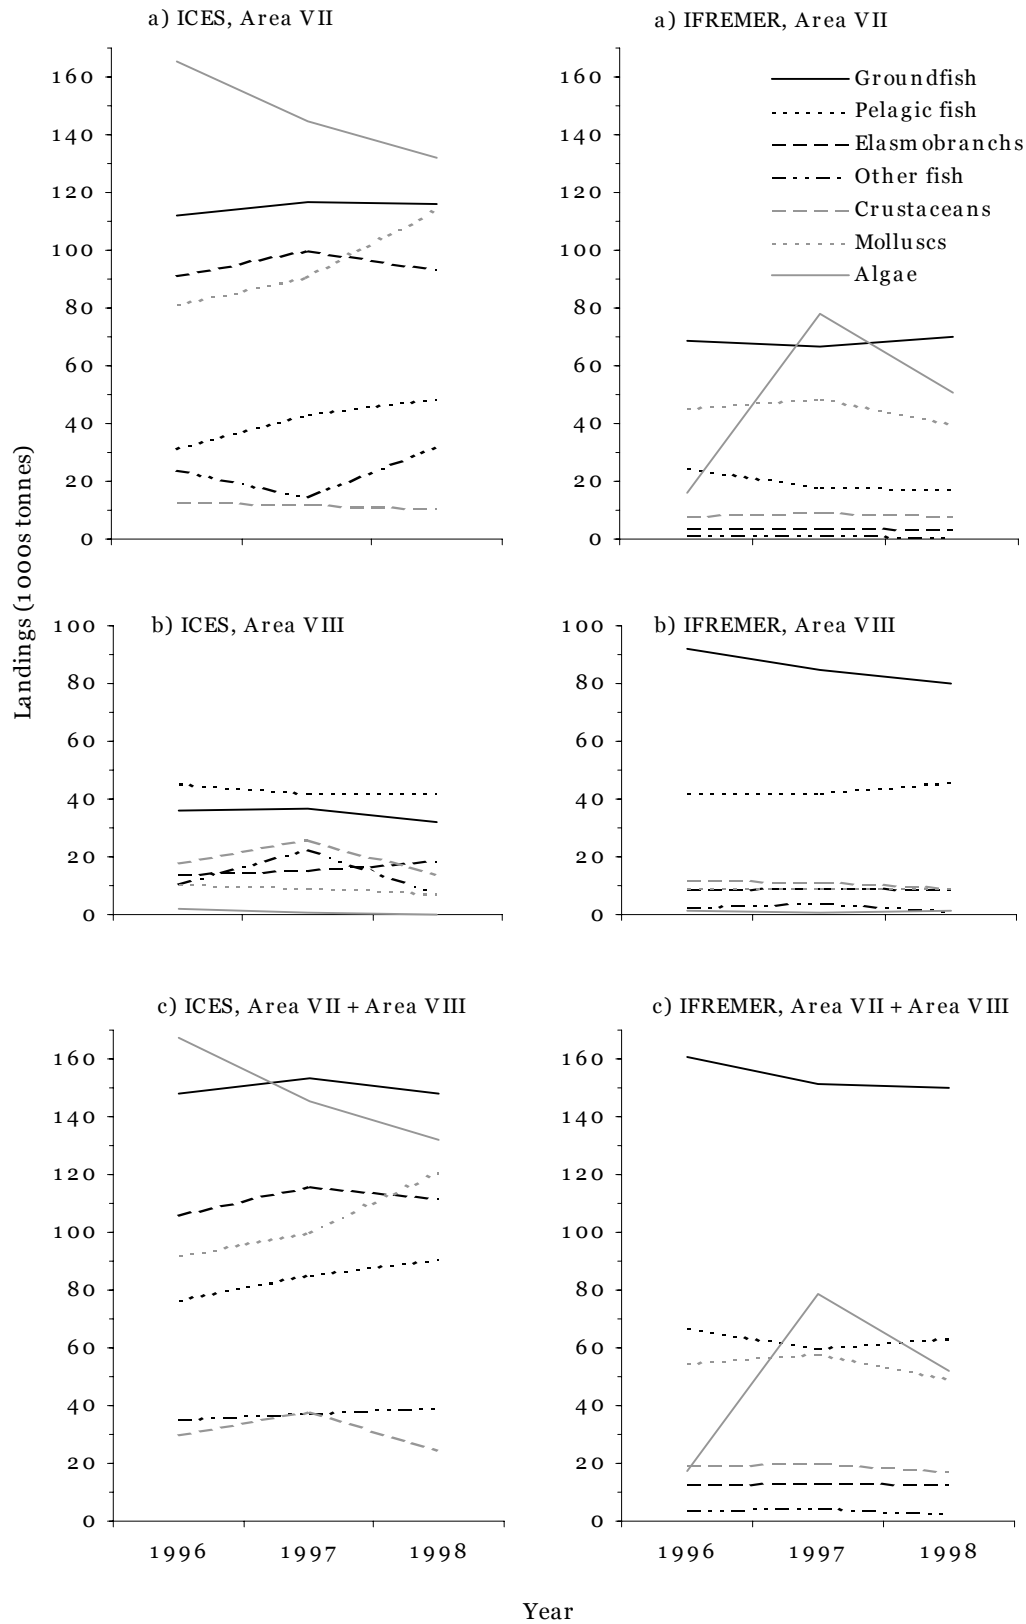 a) ICES, Area VII
160
140
120
100
80
60
40
20
0
a) IFREMER, Area VII
160
140
120
100
80
60
40
20
0
Groundfish
Pelagic fish
Elasmobranchs
Other fish
Crustaceans
Molluscs
Algae
Landings (1000s tonnes)
b) ICES, Area VIII
100
80
60
40
20
0
b) IFREMER, Area VIII
100
80
60
40
20
0
c) ICES, Area VII + Area VIII
160
140
120
100
80
60
40
20
0
1996 1997 1998
c) IFREMER, Area VII + Area VIII
160
140
120
100
80
60
40
20
0
1996 1997 1998
Year